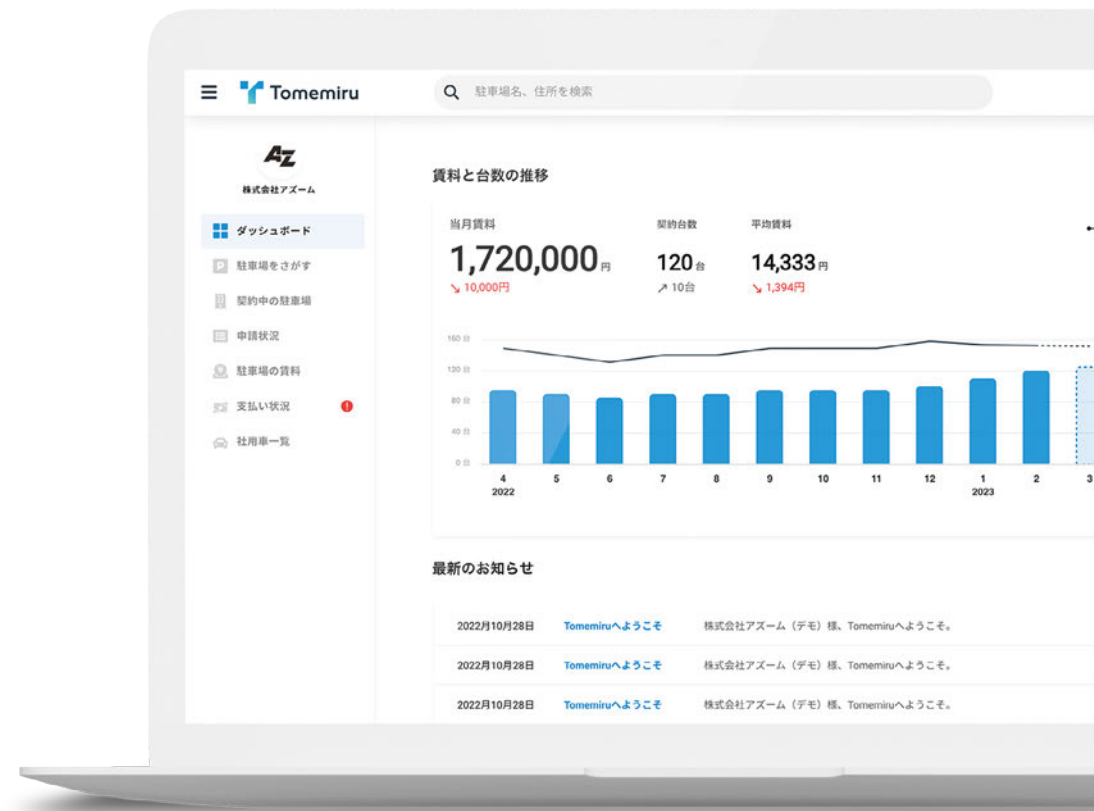 Tomemiru
駐車場名、住所を検索
AZ
株式会社アズーム
ダッシュボード
駐車場をさがす
契約中の駐車場
申請状況
駐車場の賃料
支払い状況
社用車一覧
賃料と台数の推移
当月賃料
1,720,000円
↘ 10,000円
契約台数
120台
↗ 10台
平均賃料
14,333円
↘ 1,394円
160 台
120 台
80 台
40 台
0 台
4 5 6 7 8 9 10 11 12 1 2 3
2022 2023
最新のお知らせ
2022月10月28日 Tomemiruへようこそ 株式会社アズーム（デモ）様、Tomemiruへようこそ。
2022月10月28日 Tomemiruへようこそ 株式会社アズーム（デモ）様、Tomemiruへようこそ。
2022月10月28日 Tomemiruへようこそ 株式会社アズーム（デモ）様、Tomemiruへようこそ。